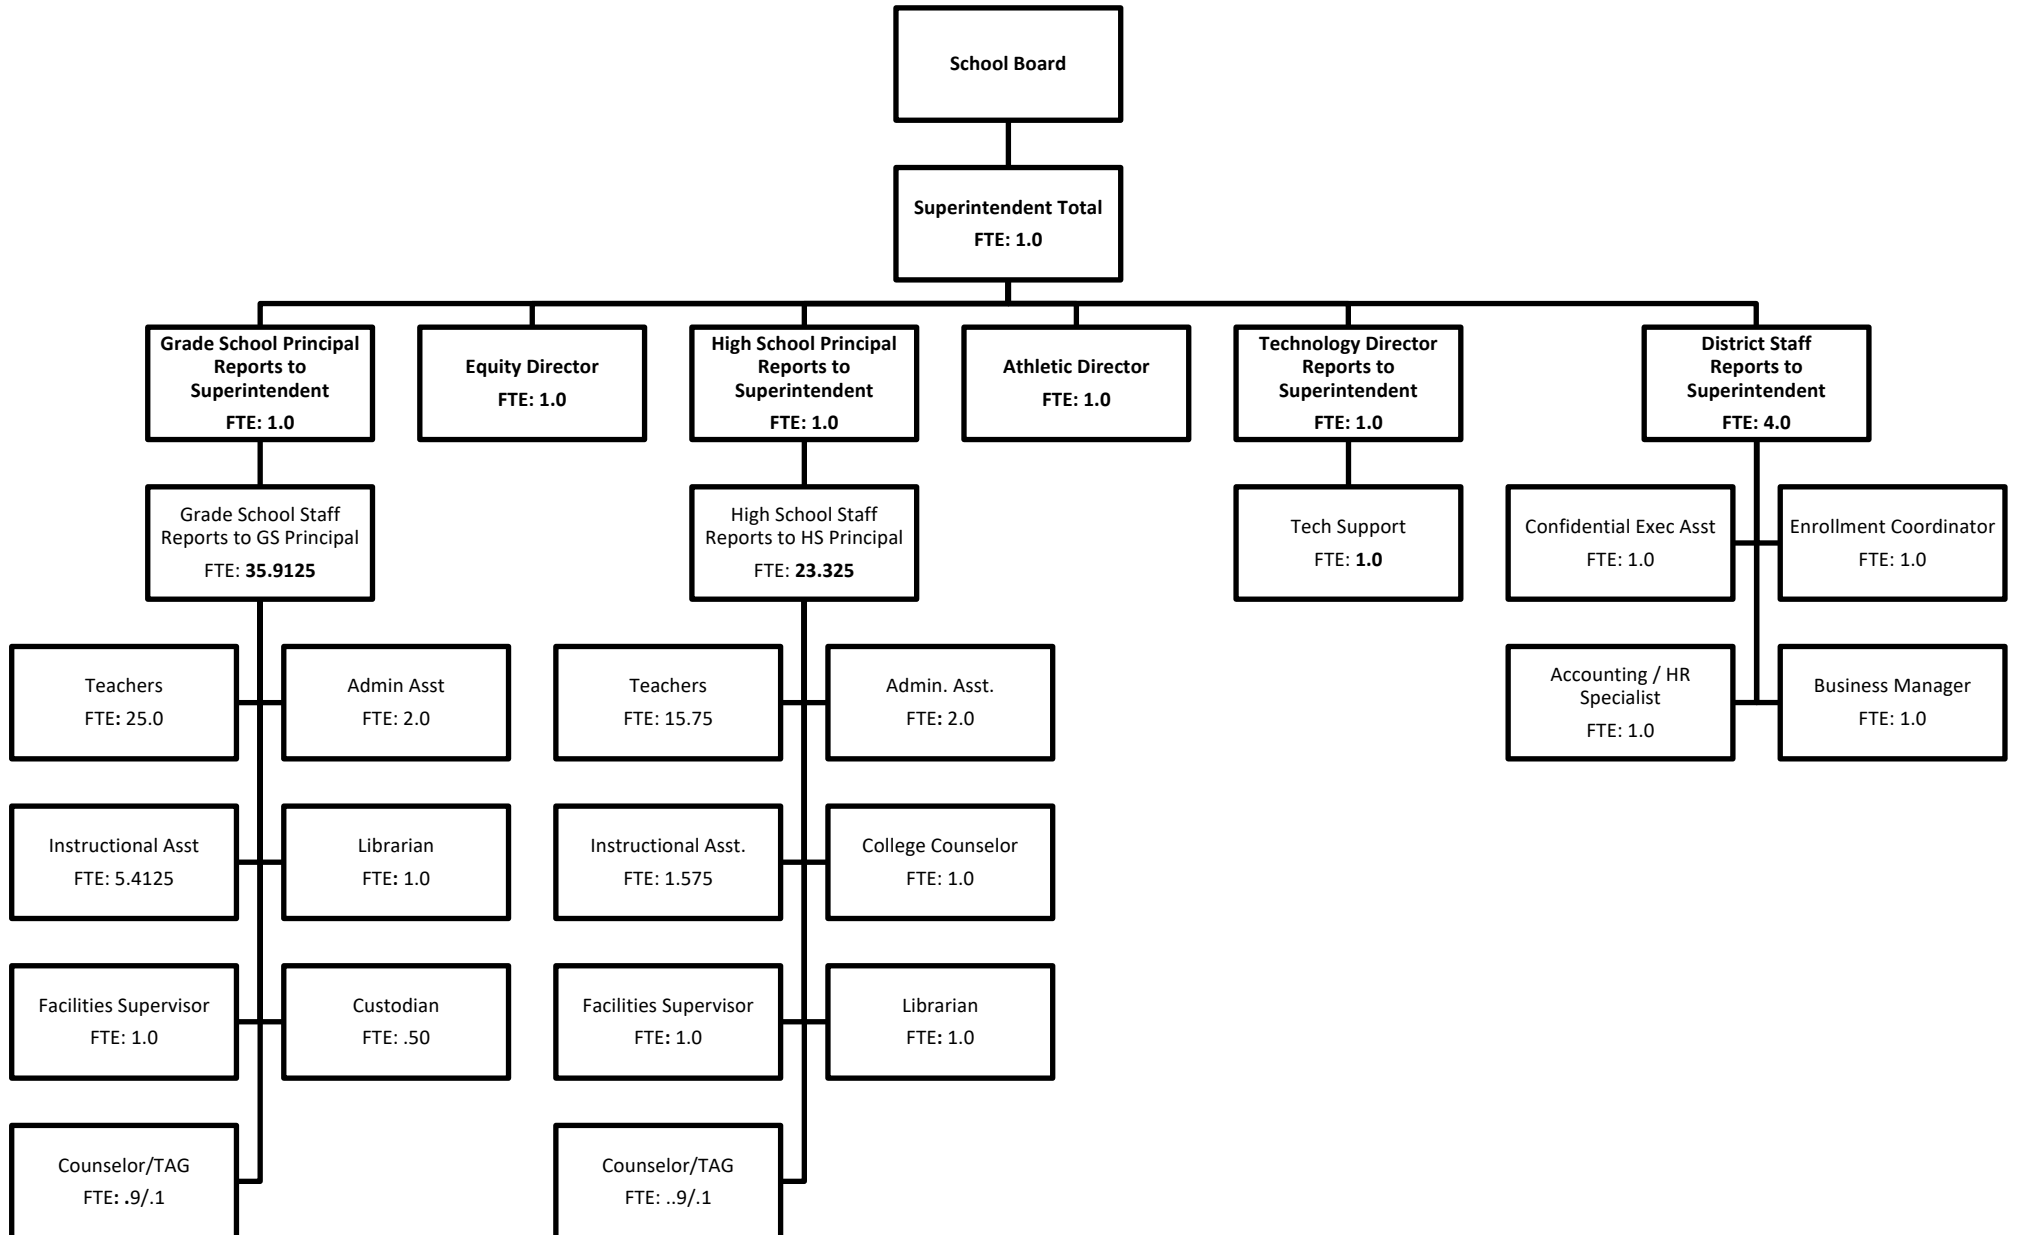 School Board
Superintendent Total
FTE: 1.0
Grade School Principal
Reports to
Superintendent
FTE: 1.0
Equity Director
FTE: 1.0
High School Principal
Reports to
Superintendent
FTE: 1.0
Athletic Director
FTE: 1.0
Technology Director
Reports to
Superintendent
FTE: 1.0
District Staff
Reports to
Superintendent
FTE: 4.0
Grade School Staff
Reports to GS Principal
FTE: 35.9125
High School Staff
Reports to HS Principal
FTE: 23.325
Tech Support
FTE: 1.0
Confidential Exec Asst
FTE: 1.0
Enrollment Coordinator
FTE: 1.0
Teachers
FTE: 25.0
Admin Asst
FTE: 2.0
Teachers
FTE: 15.75
Admin. Asst.
FTE: 2.0
Accounting / HR
Specialist
FTE: 1.0
Business Manager
FTE: 1.0
Instructional Asst
FTE: 5.4125
Librarian
FTE: 1.0
Instructional Asst.
FTE: 1.575
College Counselor
FTE: 1.0
Facilities Supervisor
FTE: 1.0
Custodian
FTE: .50
Facilities Supervisor
FTE: 1.0
Librarian
FTE: 1.0
Counselor/TAG
FTE: .9/.1
Counselor/TAG
FTE: ..9/.1